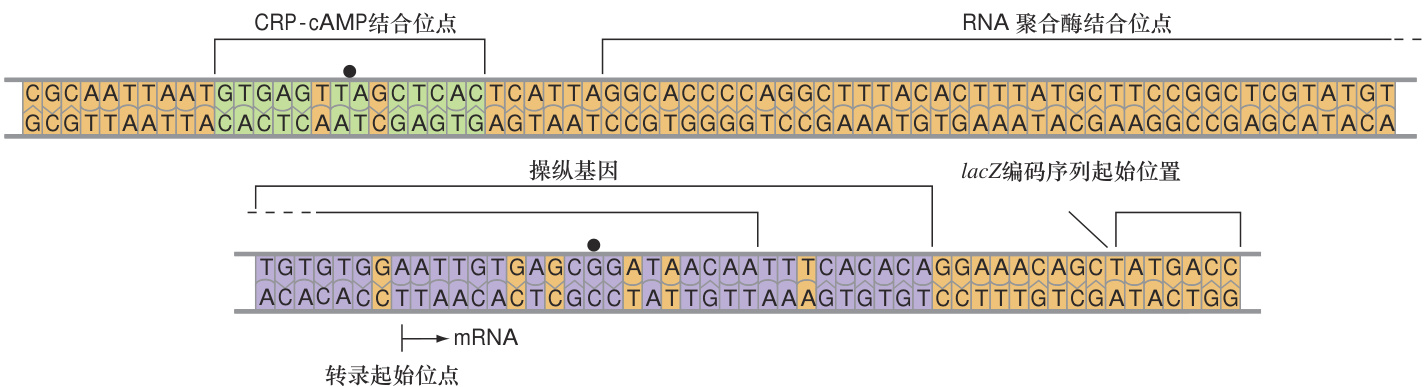 CRP-cAMP结合位点
RNA 聚合酶结合位点
CGCAATTAATGTGAGTTAGCTCACTCATTAGGCACCCCAGGCTTTACACTTTATGCTTCCGGCTCGTATGT
GCGTTAATTACACTCAATCGAGTGAGTAATCCGTGGGGTCCGAAATGTGAAATACGAAGGCCGAGCATACA
操纵基因
lacZ编码序列起始位置
TGTGTGGAATTGTGAGCGGATAACAATTTCACACAGGAAACAGCTATGACC
ACACACCTTAACACTCGCCTATTGTTAAAGTGTGTCCTTTGTCGATACTGG
mRNA
转录起始位点